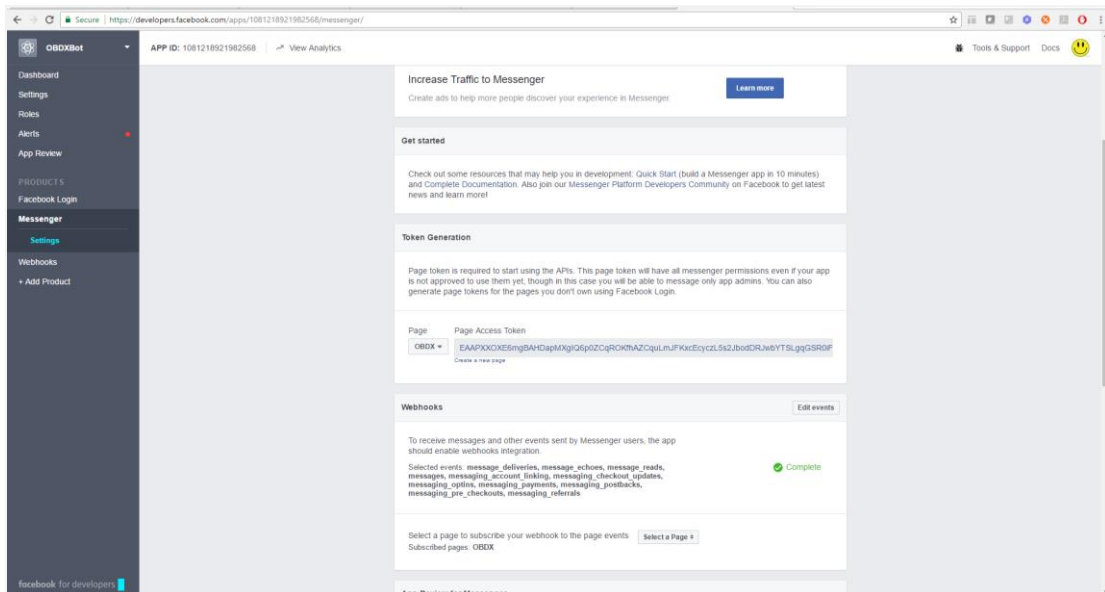 Secure | https://developers.facebook.com/apps/1081218921982568/messenger/
OBDXBot
APP ID: 1081218921982568
View Analytics
Tools & Support
Docs
Dashboard
Settings
Roles
Alerts
App Review
PRODUCTS
Facebook Login
Messenger
Settings
Webhooks
+ Add Product
facebook for developers
Increase Traffic to Messenger
Create ads to help more people discover your experience in Messenger
Learn more
Get started
Check out some resources that may help you in development: Quick Start (build a Messenger app in 10 minutes)
and Complete Documentation. Also join our Messenger Platform Developers Community on Facebook to get latest
news and learn more!
Token Generation
Page token is required to start using the APIs. This page token will have all messenger permissions even if your app
is not approved to use them yet, though in this case you will be able to message only app admins. You can also
generate page tokens for the pages you don't own using Facebook Login.
Page
Page Access Token
OBDX
Create a new page
Webhooks
Edit events
To receive messages and other events sent by Messenger users, the app
should enable webhooks integration.
Selected events: message_deliveries, message_echoes, message_reads,
messages, messaging_account_linking, messaging_checkout_updates,
messaging_optins, messaging_payments, messaging_postbacks,
messaging_pre_checkouts, messaging_referrals
Complete
Select a page to subscribe your webhook to the page events
Select a Page
Subscribed pages: OBDX